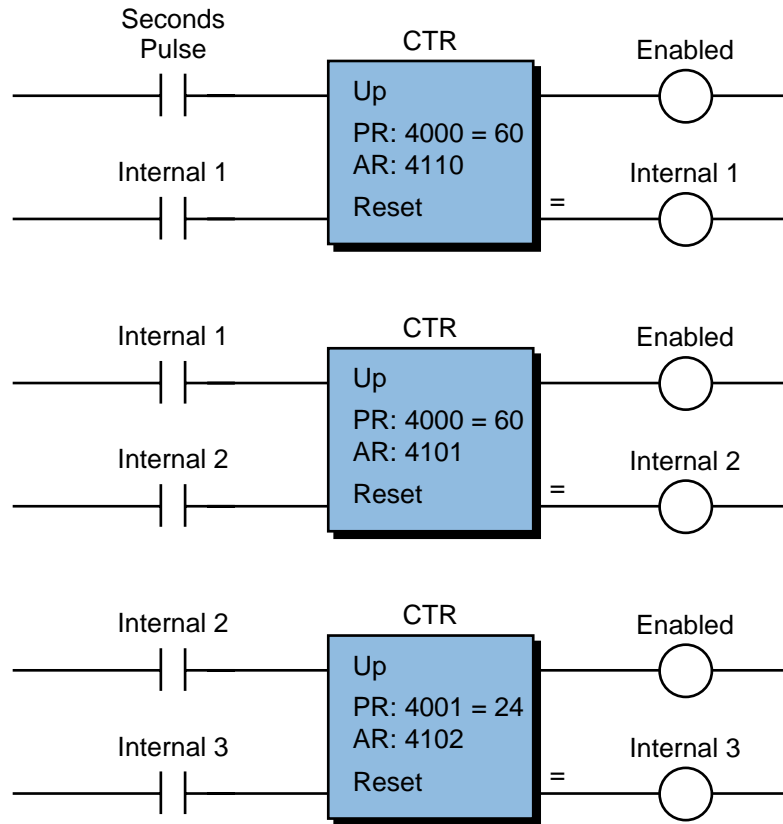 Seconds
Pulse
CTR
Enabled
Up
PR: 4000 = 60
AR: 4110
Internal 1
Reset
=
Internal 1
CTR
Internal 1
Enabled
Up
PR: 4000 = 60
AR: 4101
Internal 2
Reset
=
Internal 2
CTR
Internal 2
Enabled
Up
PR: 4001 = 24
AR: 4102
Internal 3
Reset
=
Internal 3